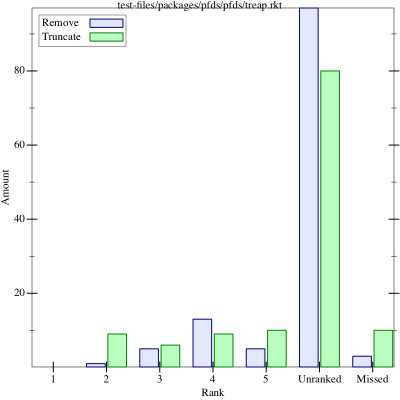 test-files/packages/pfds/pfds/treap.rkt
Remove
Truncate
80
60
40
20
Amount
1 2 3 4 5 Unranked Missed
Rank